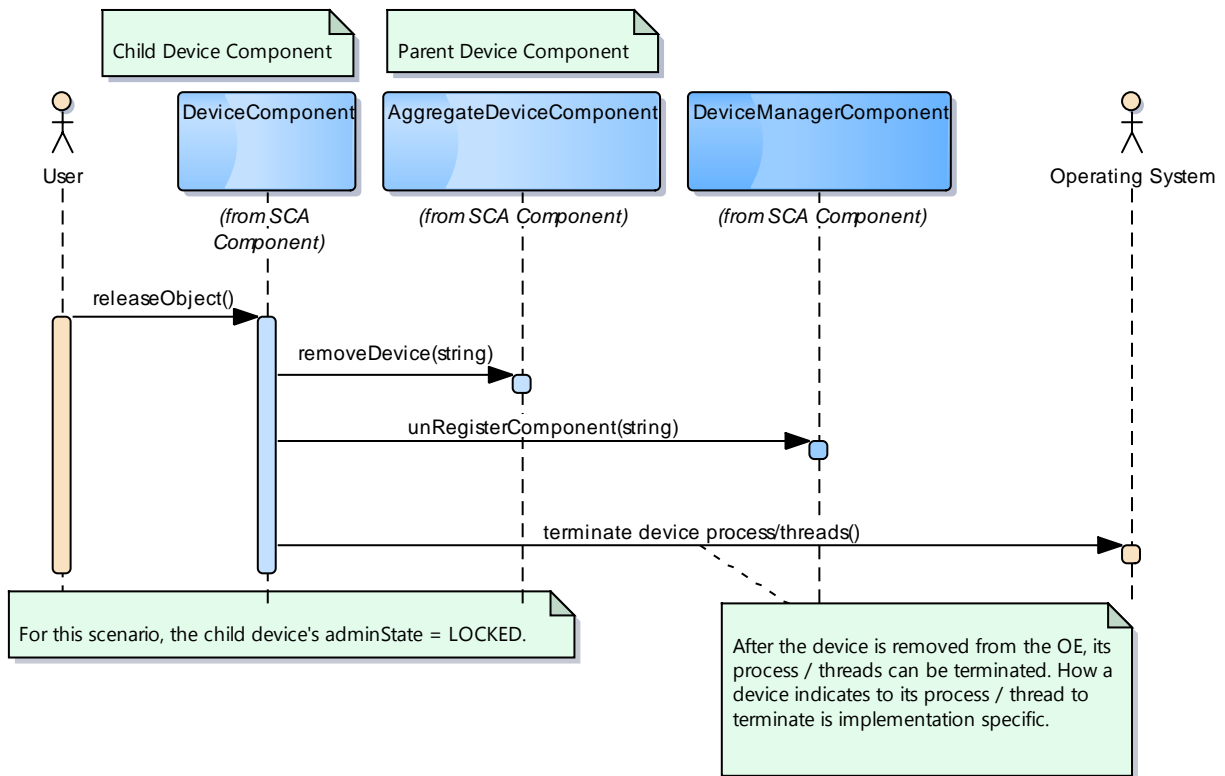 Child Device Component
Parent Device Component
DeviceComponent
AggregateDeviceComponent
DeviceManagerComponent
User
Operating System
(from SCA
Component)
(from SCA Component)
(from SCA Component)
releaseObject()
removeDevice(string)
unRegisterComponent(string)
terminate device process/threads()
For this scenario, the child device's adminState = LOCKED.
After the device is removed from the OE, its
process / threads can be terminated. How a
device indicates to its process / thread to
terminate is implementation specific.